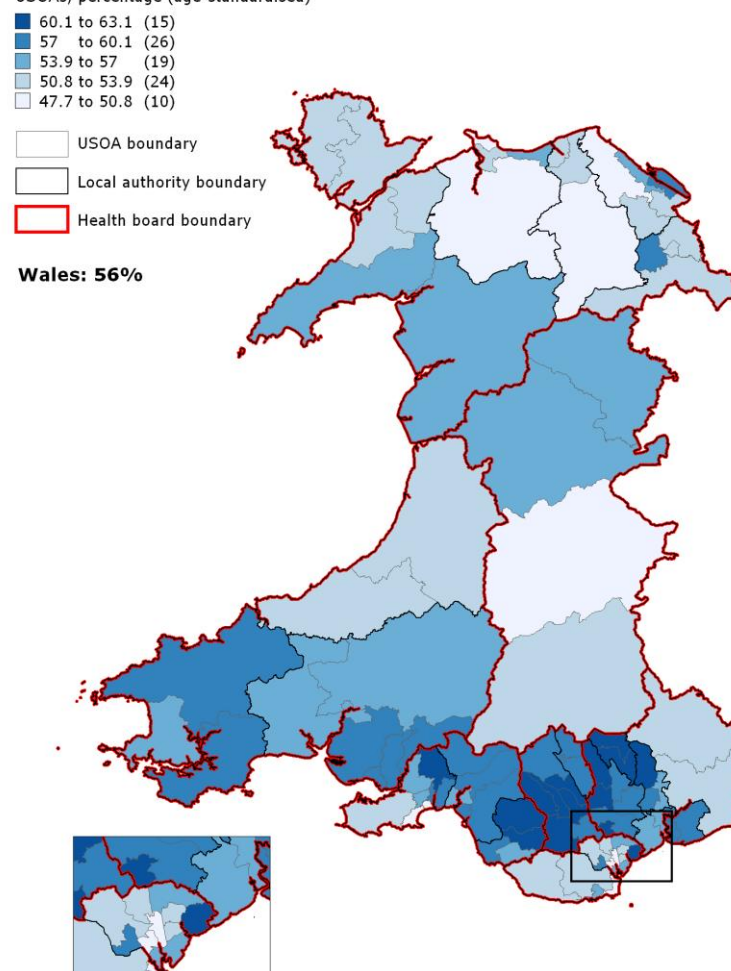 USOAs, percentage (age-standardised)
60.1 to 63.1 (15)
57 to 60.1 (26)
53.9 to 57 (19)
50.8 to 53.9 (24)
47.7 to 50.8 (10)
USOA boundary
Local authority boundary
Health board boundary
Wales: 56%